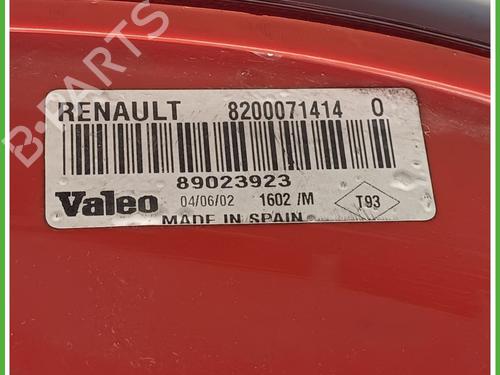 B-PARTS
RENAULT 8200071414 0
89023923
Valeo 04/06/02 1602 /M T93
MADE IN SPAIN